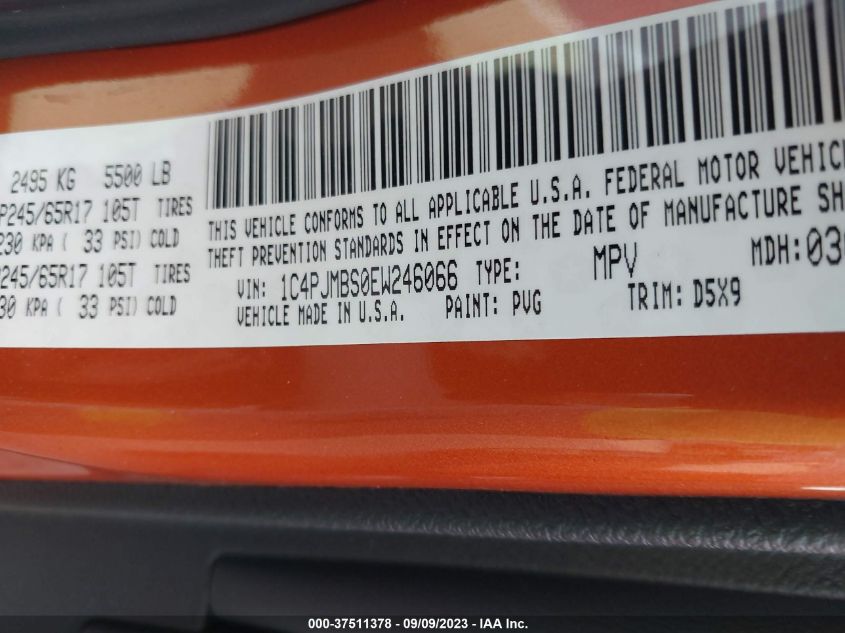 2495 KG 5500 LB
P245/65R17 105T TIRES
230 KPA ( 33 PSI) COLD
245/65R17 105T TIRES
30 KPA ( 33 PSI) COLD
THIS VEHICLE CONFORMS TO ALL APPLICABLE U.S.A. FEDERAL MOTOR VEHIC
THEFT PREVENTION STANDARDS IN EFFECT ON THE DATE OF MANUFACTURE SH
VIN: 1C4PJMBS0EW246066 TYPE: MPV MDH:03
VEHICLE MADE IN U.S.A. PAINT: PVG TRIM: D5X9
000-37511378 - 09/09/2023 - IAA Inc.